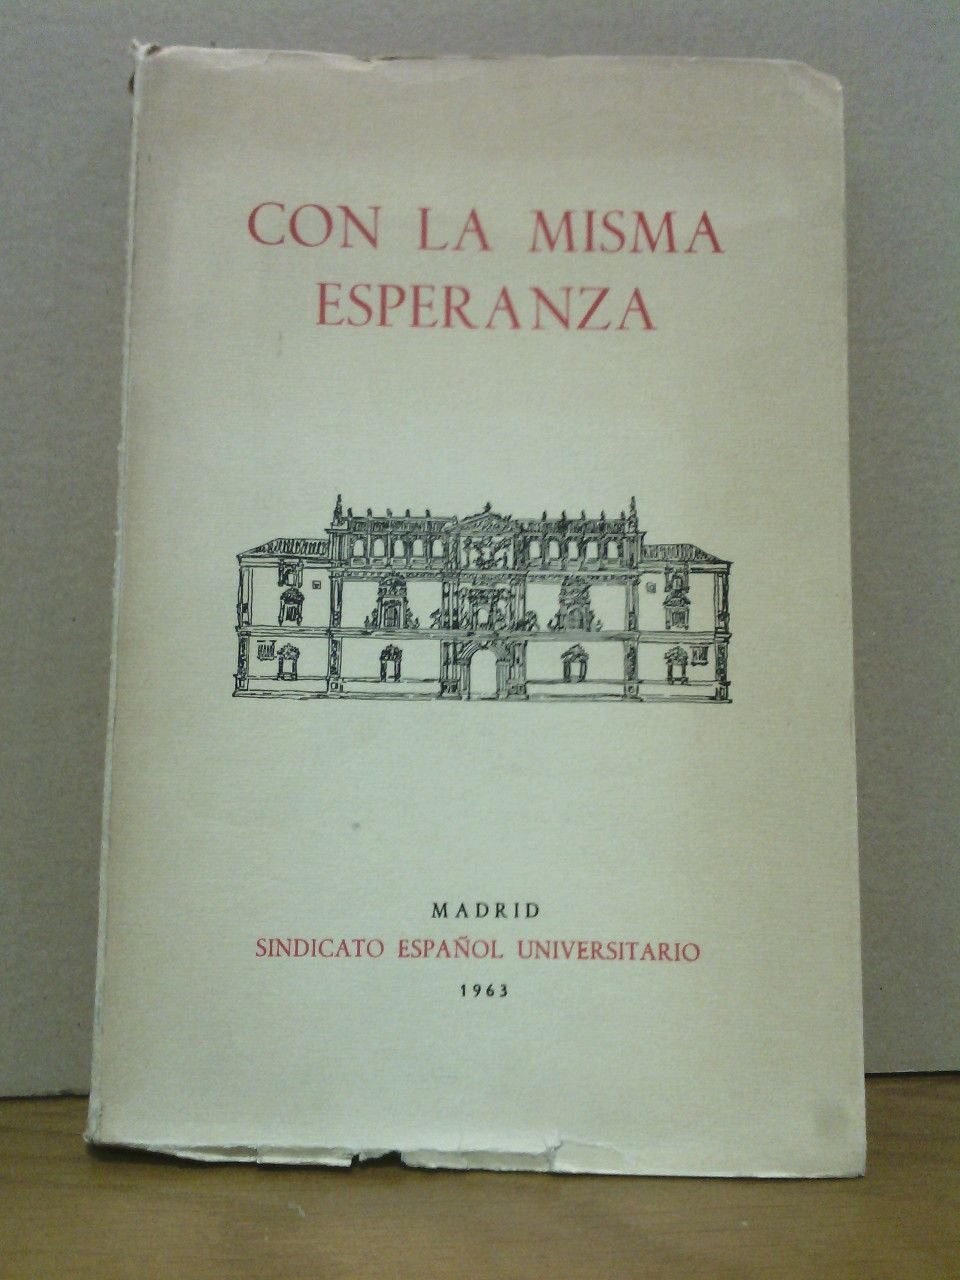 CON LA MISMA
ESPERANZA
MADRID
SINDICATO ESPAÑOL UNIVERSITARIO
1963